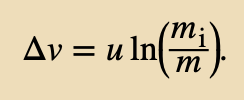 Δv = u ln(mᵢ/m).